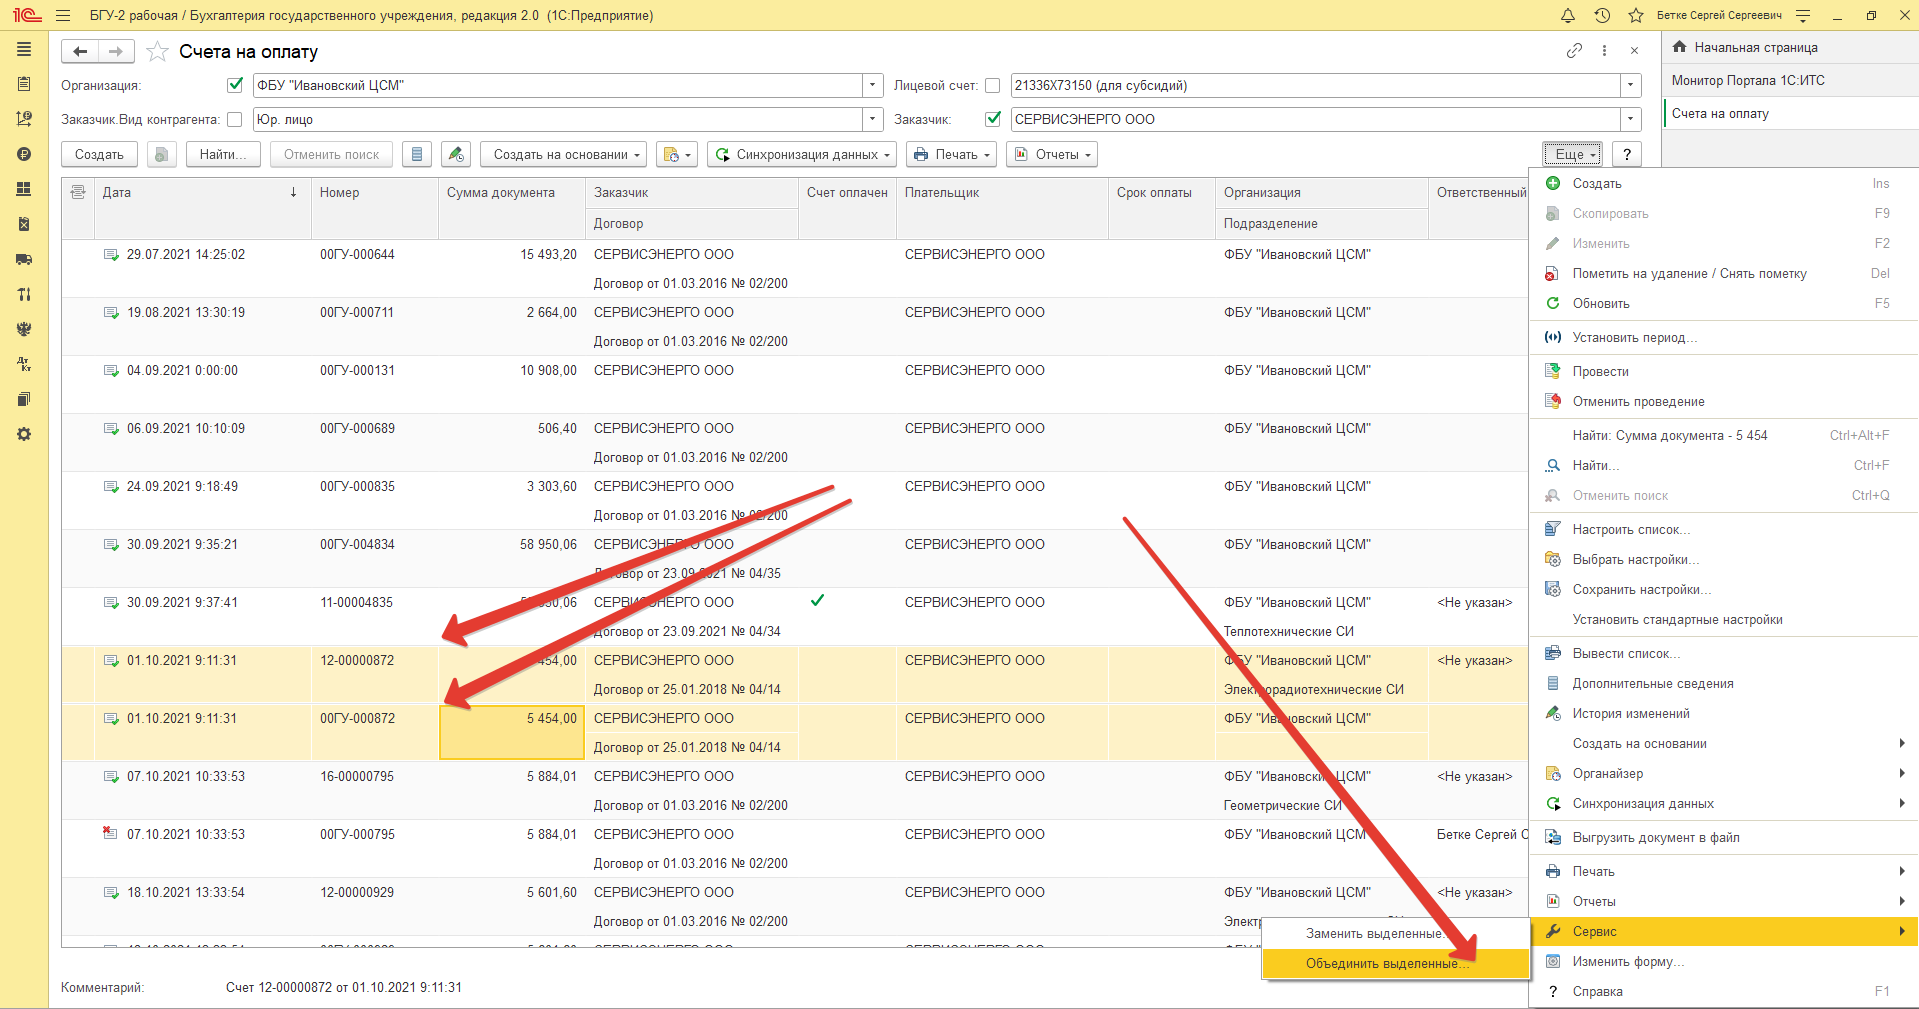 БГУ-2 рабочая / Бухгалтерия государственного учреждения, редакция 2.0 (1С:Предприятие)
Бетке Сергей Сергеевич
Счета на оплату
Начальная страница
Монитор Портала 1С:ИТС
Счета на оплату
Организация: ФБУ "Ивановский ЦСМ" Лицевой счет: 21336Х73150 (для субсидий)
Заказчик.Вид контрагента: Юр. лицо Заказчик: СЕРВИСЭНЕРГО ООО
Создать Найти... Отменить поиск Создать на основании Синхронизация данных Печать Отчеты Еще ?
Дата Номер Сумма документа Заказчик Счет оплачен Плательщик Срок оплаты Организация Ответственный
Договор Подразделение
29.07.2021 14:25:02 00ГУ-000644 15 493,20 СЕРВИСЭНЕРГО ООО СЕРВИСЭНЕРГО ООО ФБУ "Ивановский ЦСМ"
Договор от 01.03.2016 № 02/200
19.08.2021 13:30:19 00ГУ-000711 2 664,00 СЕРВИСЭНЕРГО ООО СЕРВИСЭНЕРГО ООО ФБУ "Ивановский ЦСМ"
Договор от 01.03.2016 № 02/200
04.09.2021 0:00:00 00ГУ-000131 10 908,00 СЕРВИСЭНЕРГО ООО СЕРВИСЭНЕРГО ООО ФБУ "Ивановский ЦСМ"
06.09.2021 10:10:09 00ГУ-000689 506,40 СЕРВИСЭНЕРГО ООО СЕРВИСЭНЕРГО ООО ФБУ "Ивановский ЦСМ"
Договор от 01.03.2016 № 02/200
24.09.2021 9:18:49 00ГУ-000835 3 303,60 СЕРВИСЭНЕРГО ООО СЕРВИСЭНЕРГО ООО ФБУ "Ивановский ЦСМ"
Договор от 01.03.2016 № 02/200
30.09.2021 9:35:21 00ГУ-004834 58 950,06 СЕРВИСЭНЕРГО ООО СЕРВИСЭНЕРГО ООО ФБУ "Ивановский ЦСМ"
Договор от 23.09.2021 № 04/35
30.09.2021 9:37:41 11-00004835 СЕРВИСЭНЕРГО ООО СЕРВИСЭНЕРГО ООО ФБУ "Ивановский ЦСМ" <Не указан>
Договор от 23.09.2021 № 04/34 Теплотехнические СИ
01.10.2021 9:11:31 12-00000872 454,00 СЕРВИСЭНЕРГО ООО СЕРВИСЭНЕРГО ООО ФБУ "Ивановский ЦСМ" <Не указан>
Договор от 25.01.2018 № 04/14 Электрорадиотехнические СИ
01.10.2021 9:11:31 00ГУ-000872 5 454,00 СЕРВИСЭНЕРГО ООО СЕРВИСЭНЕРГО ООО ФБУ "Ивановский ЦСМ"
Договор от 25.01.2018 № 04/14
07.10.2021 10:33:53 16-00000795 5 884,01 СЕРВИСЭНЕРГО ООО СЕРВИСЭНЕРГО ООО ФБУ "Ивановский ЦСМ" <Не указан>
Договор от 01.03.2016 № 02/200 Геометрические СИ
07.10.2021 10:33:53 00ГУ-000795 5 884,01 СЕРВИСЭНЕРГО ООО СЕРВИСЭНЕРГО ООО ФБУ "Ивановский ЦСМ" Бетке Сергей С
Договор от 01.03.2016 № 02/200
18.10.2021 13:33:54 12-00000929 5 601,60 СЕРВИСЭНЕРГО ООО СЕРВИСЭНЕРГО ООО ФБУ "Ивановский ЦСМ" <Не указан>
Договор от 01.03.2016 № 02/200
Комментарий: Счет 12-00000872 от 01.10.2021 9:11:31
Создать Ins
Скопировать F9
Изменить F2
Пометить на удаление / Снять пометку Del
Обновить F5
Установить период...
Провести
Отменить проведение
Найти: Сумма документа - 5 454 Ctrl+Alt+F
Найти... Ctrl+F
Отменить поиск Ctrl+Q
Настроить список...
Выбрать настройки...
Сохранить настройки...
Установить стандартные настройки
Вывести список...
Дополнительные сведения
История изменений
Создать на основании
Органайзер
Синхронизация данных
Выгрузить документ в файл
Печать
Отчеты
Сервис
Изменить форму...
Справка F1
Заменить выделенные...
Объединить выделенные...